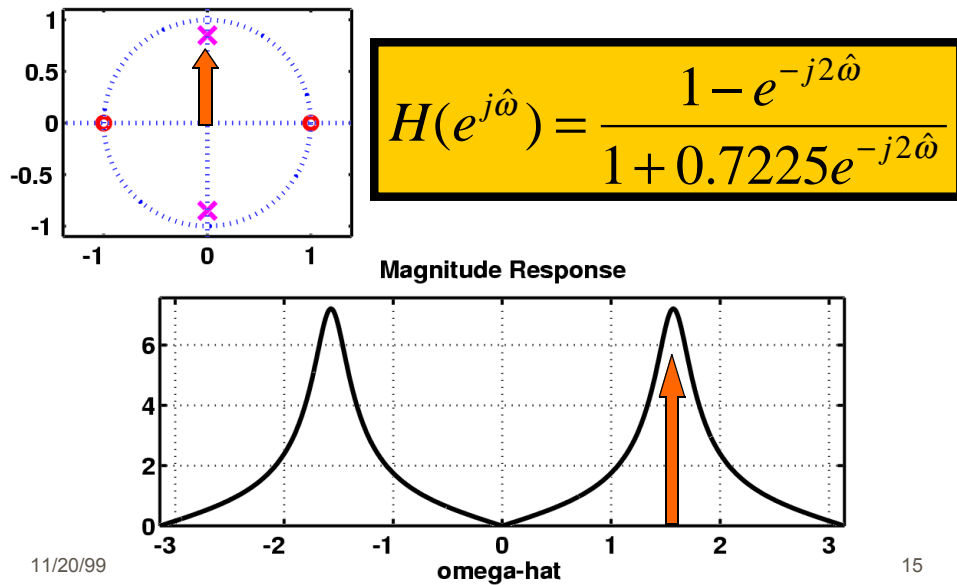 1
0.5
0
-0.5
-1
-1 0 1
H(e^{jω̂}) = \frac{1 - e^{-j2ω̂}}{1 + 0.7225e^{-j2ω̂}}
Magnitude Response
6
4
2
0
-3 -2 -1 0 1 2 3
omega-hat
11/20/99
15